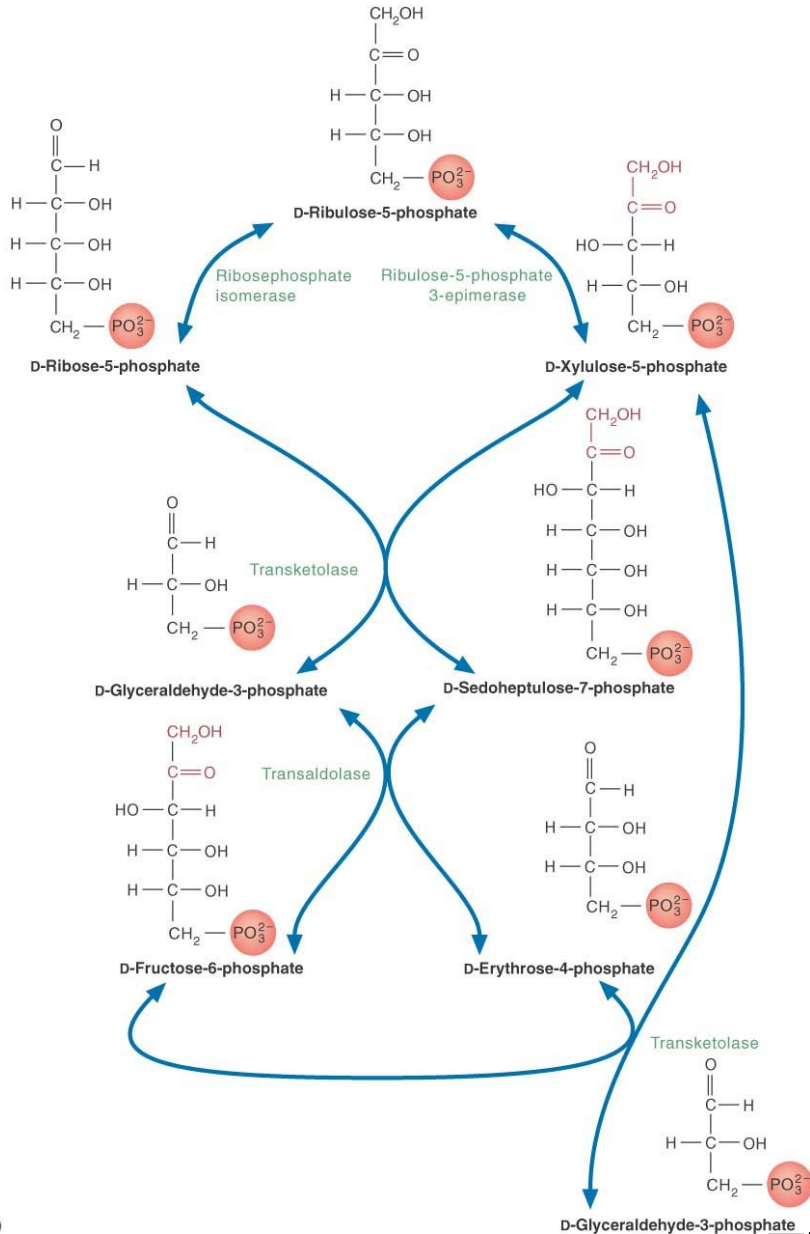 CH2OH
C=O
H—C—OH
H—C—OH
CH2—PO3^2−
D-Ribulose-5-phosphate
O
C—H
H—C—OH
H—C—OH
H—C—OH
CH2—PO3^2−
D-Ribose-5-phosphate
Ribosephosphate
isomerase
Ribulose-5-phosphate
3-epimerase
CH2OH
C=O
HO—C—H
H—C—OH
CH2—PO3^2−
D-Xylulose-5-phosphate
O
C—H
H—C—OH
CH2—PO3^2−
D-Glyceraldehyde-3-phosphate
Transketolase
CH2OH
C=O
HO—C—H
H—C—OH
H—C—OH
H—C—OH
CH2—PO3^2−
D-Sedoheptulose-7-phosphate
CH2OH
C=O
HO—C—H
H—C—OH
H—C—OH
CH2—PO3^2−
D-Fructose-6-phosphate
Transaldolase
O
C—H
H—C—OH
H—C—OH
CH2—PO3^2−
D-Erythrose-4-phosphate
Transketolase
O
C—H
H—C—OH
CH2—PO3^2−
D-Glyceraldehyde-3-phosphate